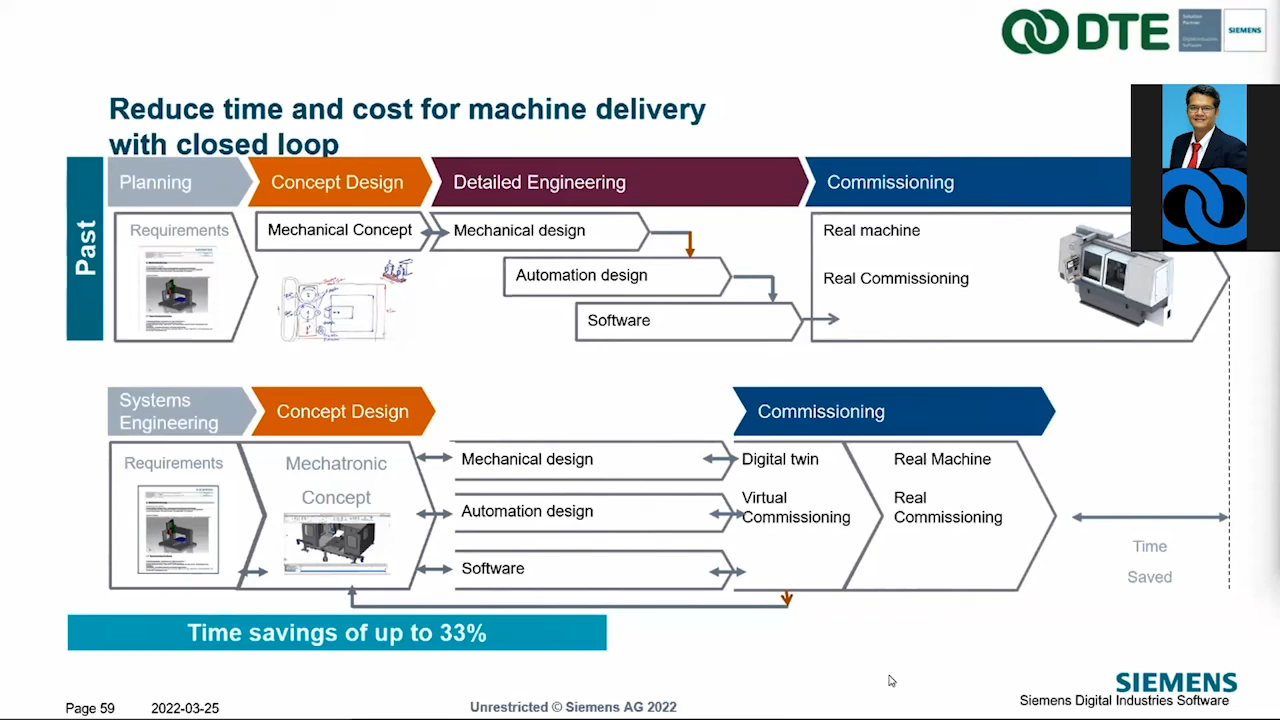 DTE
Solution
Partner
Digital Industries
Software
SIEMENS
Reduce time and cost for machine delivery
with closed loop
Past
Planning
Concept Design
Detailed Engineering
Commissioning
Requirements
Mechanical Concept
Mechanical design
Automation design
Software
Real machine
Real Commissioning
Systems
Engineering
Concept Design
Commissioning
Requirements
Mechatronic
Concept
Mechanical design
Automation design
Software
Digital twin
Virtual
Commissioning
Real Machine
Real
Commissioning
Time
Saved
Time savings of up to 33%
SIEMENS
Siemens Digital Industries Software
Page 59
2022-03-25
Unrestricted © Siemens AG 2022